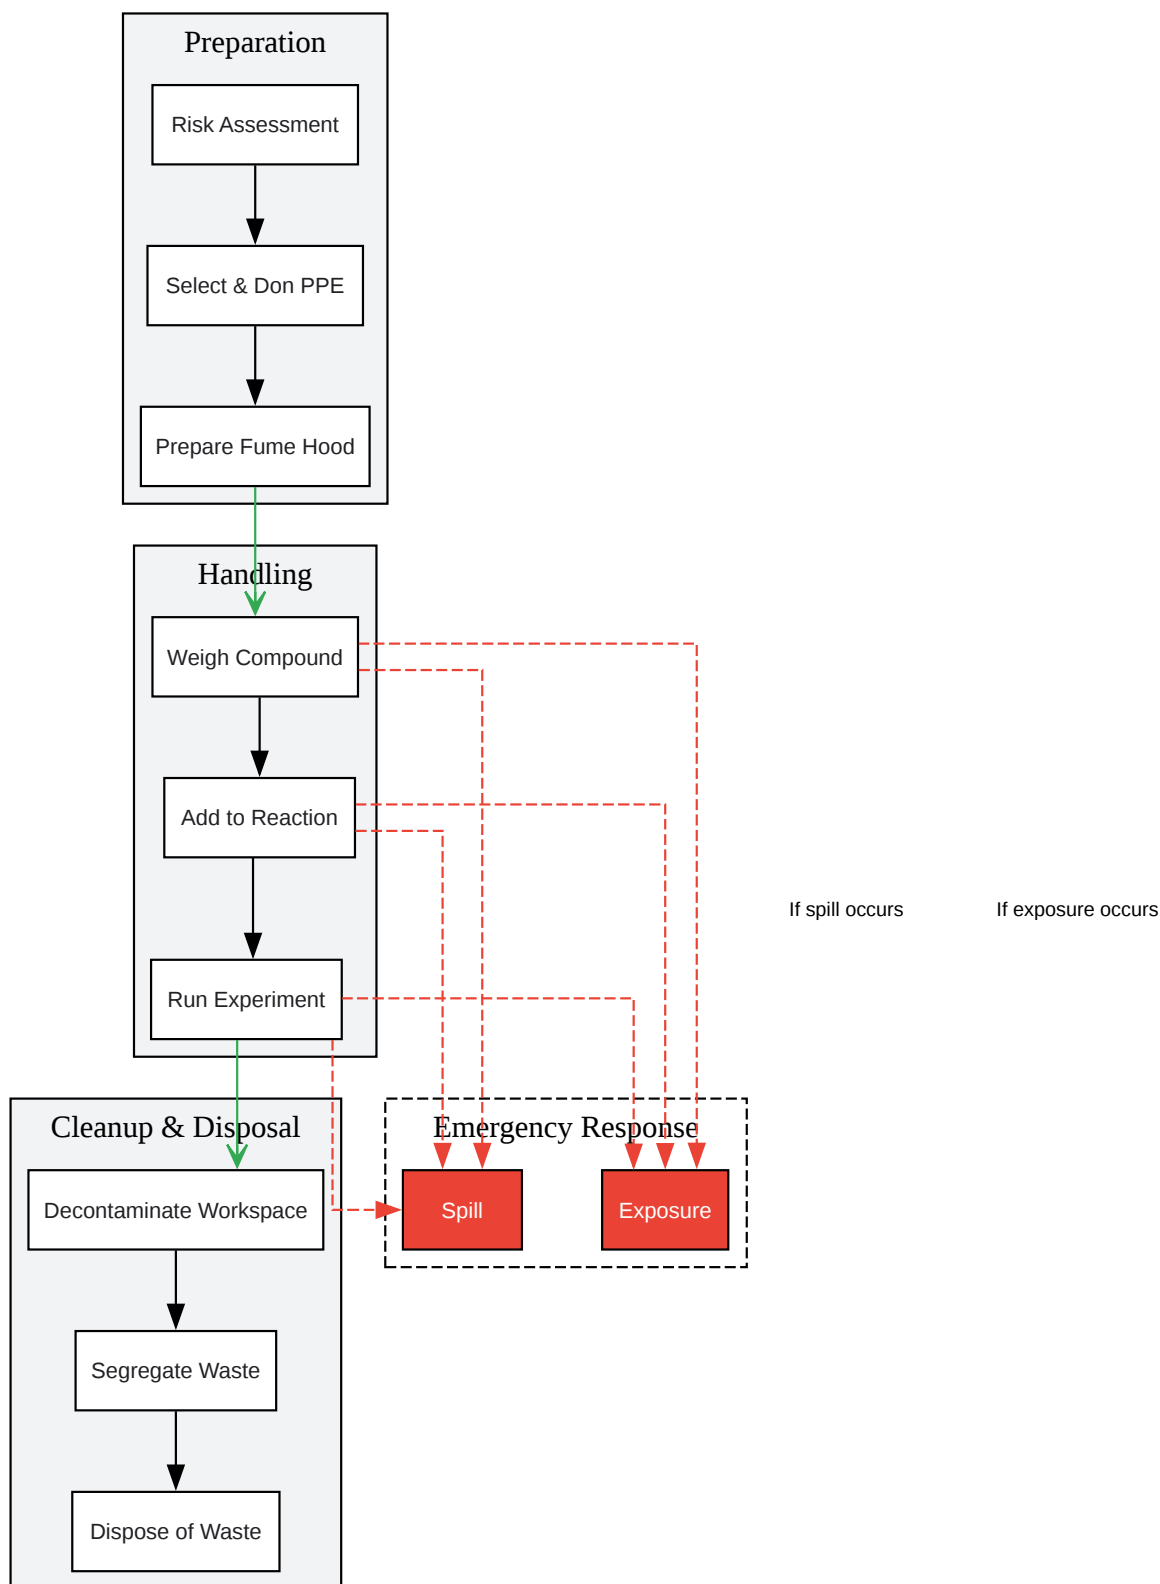 Preparation
Risk Assessment
Select & Don PPE
Prepare Fume Hood
Handling
Weigh Compound
Add to Reaction
If spill occurs
If exposure occurs
Run Experiment
Cleanup & Disposal
Emergency Response
Decontaminate Workspace
Spill
Exposure
Segregate Waste
Dispose of Waste